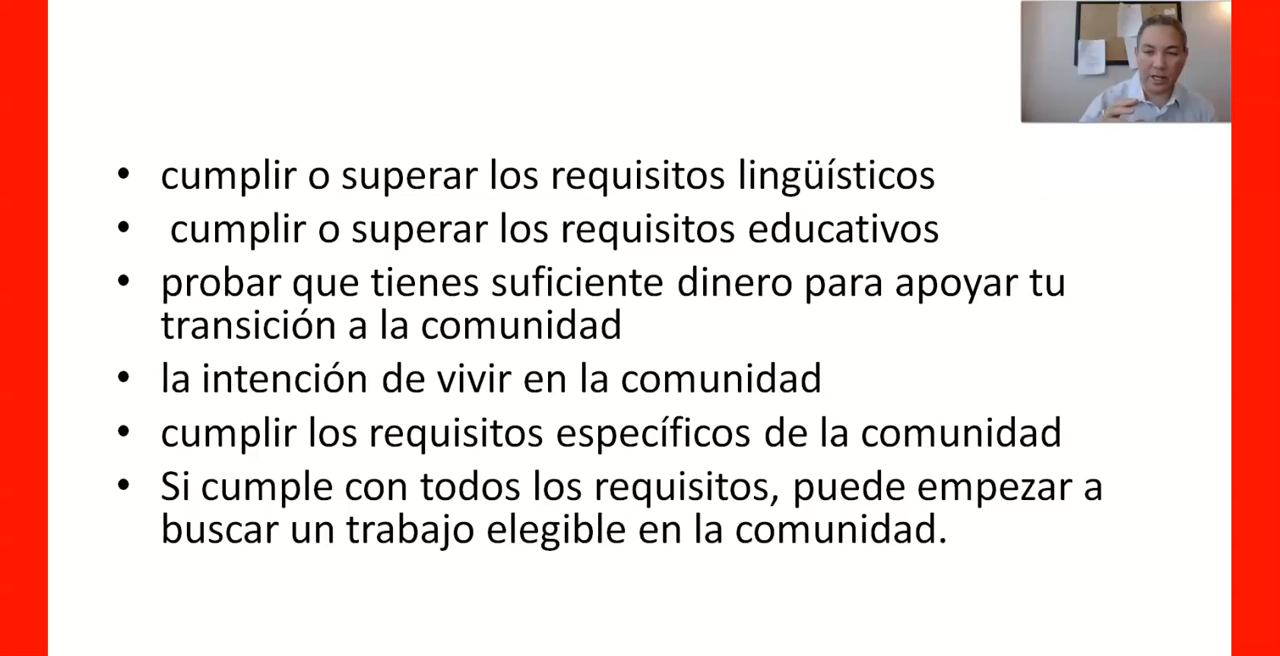 • cumplir o superar los requisitos lingüísticos
• cumplir o superar los requisitos educativos
• probar que tienes suficiente dinero para apoyar tu
transición a la comunidad
• la intención de vivir en la comunidad
• cumplir los requisitos específicos de la comunidad
• Si cumple con todos los requisitos, puede empezar a
buscar un trabajo elegible en la comunidad.